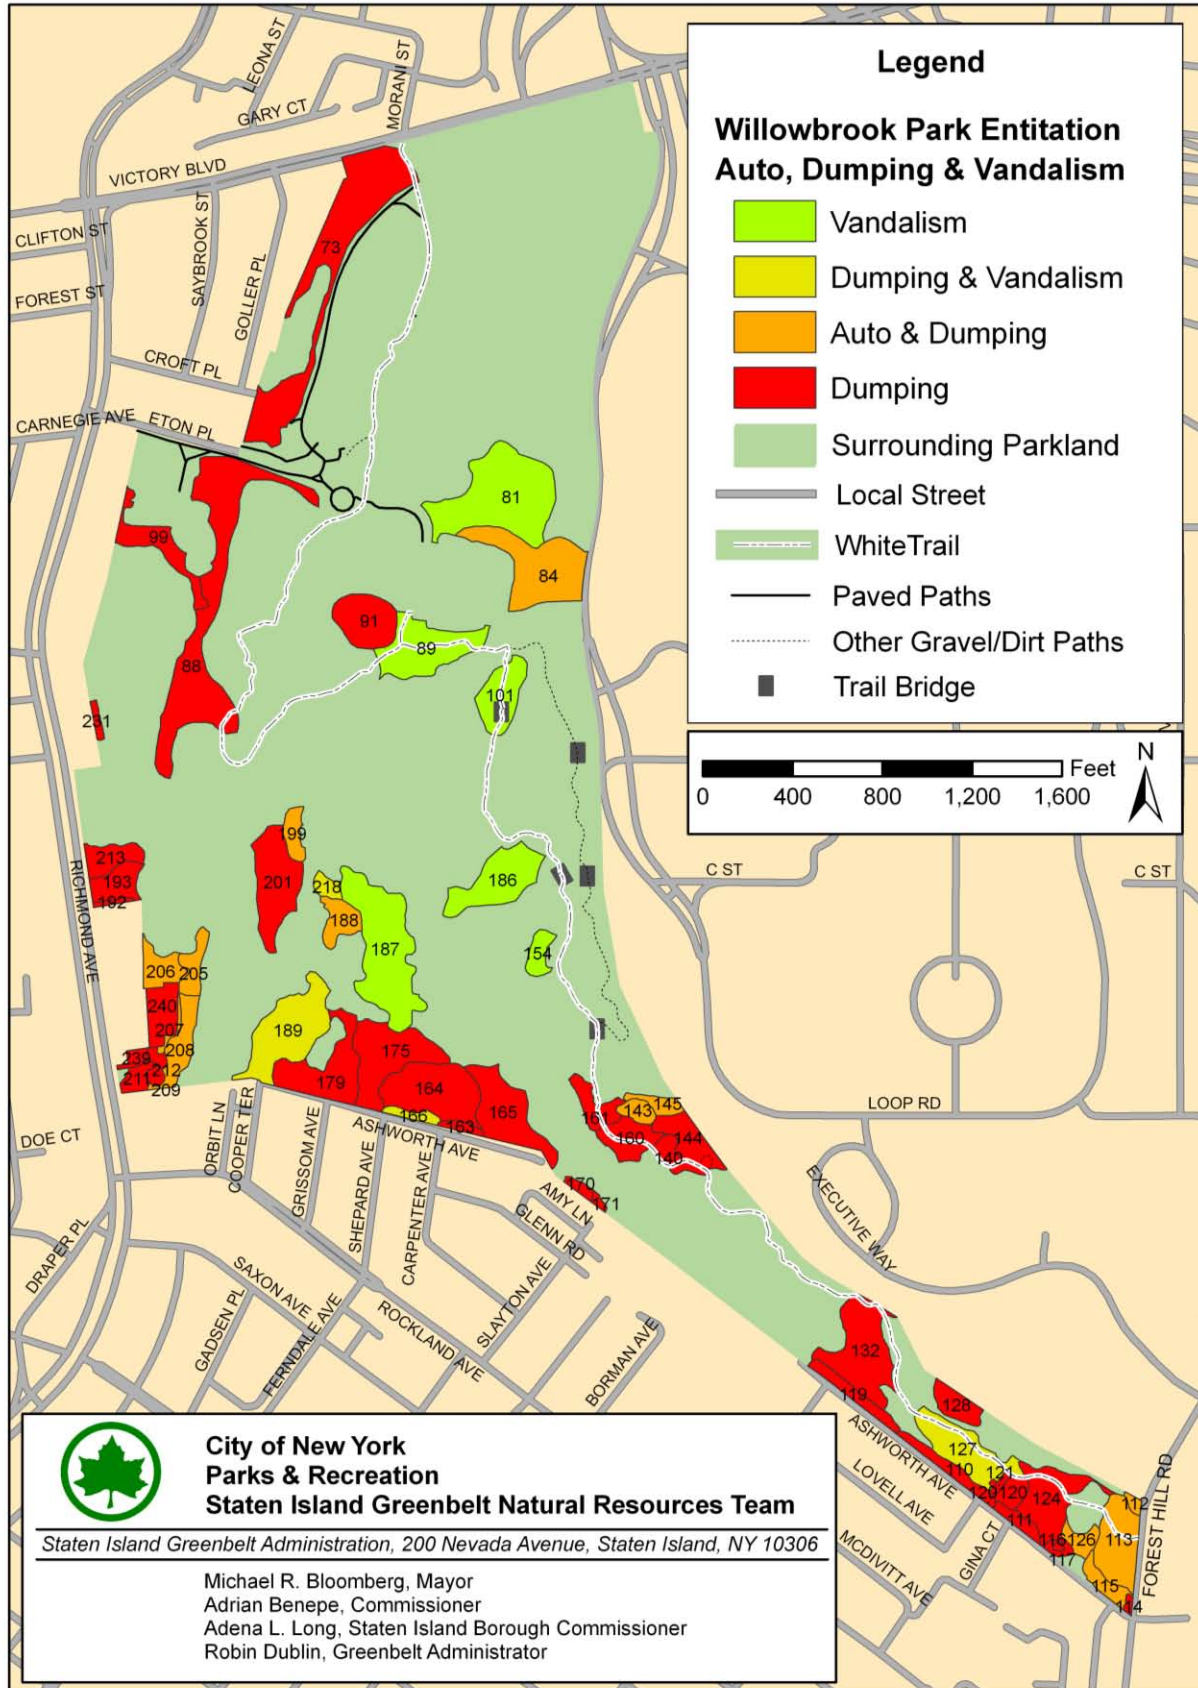 LEONA ST
MORANI ST
GARY CT
VICTORY BLVD
CLIFTON ST
SAYBROOK ST
FOREST ST
GOLLER PL
CROFT PL
CARNEGIE AVE
ETON PL
73
81
99
84
91
89
88
101
231
Legend
Willowbrook Park Entitation
Auto, Dumping & Vandalism
Vandalism
Dumping & Vandalism
Auto & Dumping
Dumping
Surrounding Parkland
Local Street
WhiteTrail
Paved Paths
Other Gravel/Dirt Paths
Trail Bridge
Feet
N
0 400 800 1,200 1,600
199
213
201
193
192
218
186
188
187
154
RICHMOND AVE
206
205
240
207
208
239
212
211
209
189
175
179
164
166
163
165
161
143
145
160
144
140
170
171
C ST
C ST
LOOP RD
EXECUTIVE WAY
DOE CT
ORBIT LN
COOPER TER
GRISSOM AVE
SHEPARD AVE
ASHWORTH AVE
CARPENTER AVE
AMY LN
GLENN RD
SLAYTON AVE
DRAPER PL
SAXON AVE
GADSEN PL
FERNDALE AVE
ROCKLAND AVE
BORMAN AVE
132
119
128
127
110
121
120
120
124
111
116
117
126
112
113
115
114
ASHWORTH AVE
LOVELL AVE
GINA CT
MCDIVITT AVE
FOREST HILL RD
City of New York
Parks & Recreation
Staten Island Greenbelt Natural Resources Team
Staten Island Greenbelt Administration, 200 Nevada Avenue, Staten Island, NY 10306
Michael R. Bloomberg, Mayor
Adrian Benepe, Commissioner
Adena L. Long, Staten Island Borough Commissioner
Robin Dublin, Greenbelt Administrator